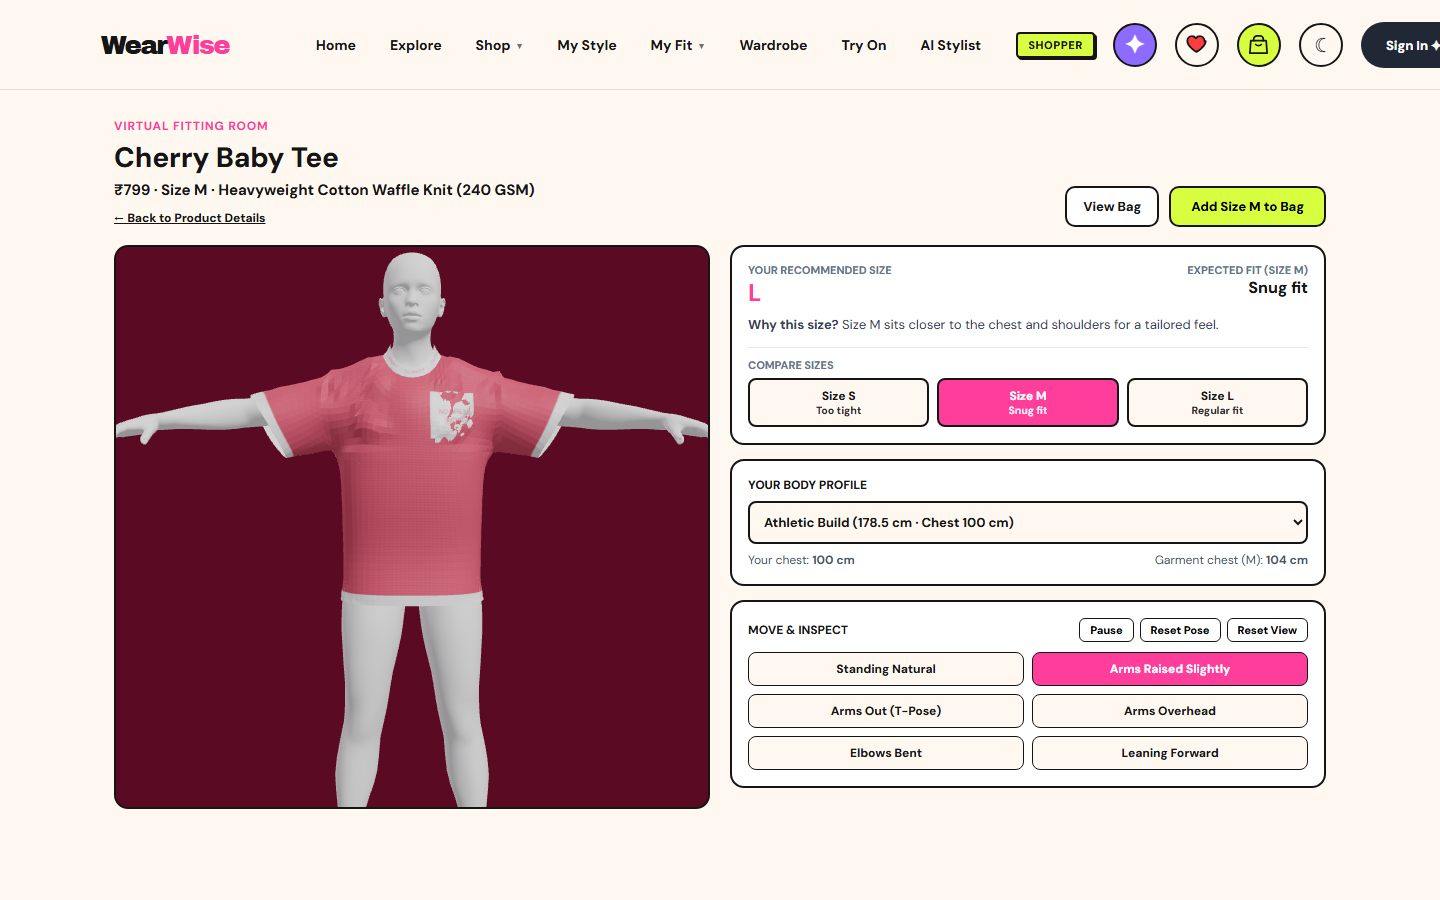 WearWise
Home
Explore
Shop ▼
My Style
My Fit ▼
Wardrobe
Try On
AI Stylist
SHOPPER
Sign In ✦
VIRTUAL FITTING ROOM
Cherry Baby Tee
₹799 · Size M · Heavyweight Cotton Waffle Knit (240 GSM)
← Back to Product Details
View Bag
Add Size M to Bag
YOUR RECOMMENDED SIZE
L
EXPECTED FIT (SIZE M)
Snug fit
Why this size? Size M sits closer to the chest and shoulders for a tailored feel.
COMPARE SIZES
Size S
Too tight
Size M
Snug fit
Size L
Regular fit
YOUR BODY PROFILE
Athletic Build (178.5 cm · Chest 100 cm)
Your chest: 100 cm
Garment chest (M): 104 cm
MOVE & INSPECT
Pause
Reset Pose
Reset View
Standing Natural
Arms Raised Slightly
Arms Out (T-Pose)
Arms Overhead
Elbows Bent
Leaning Forward